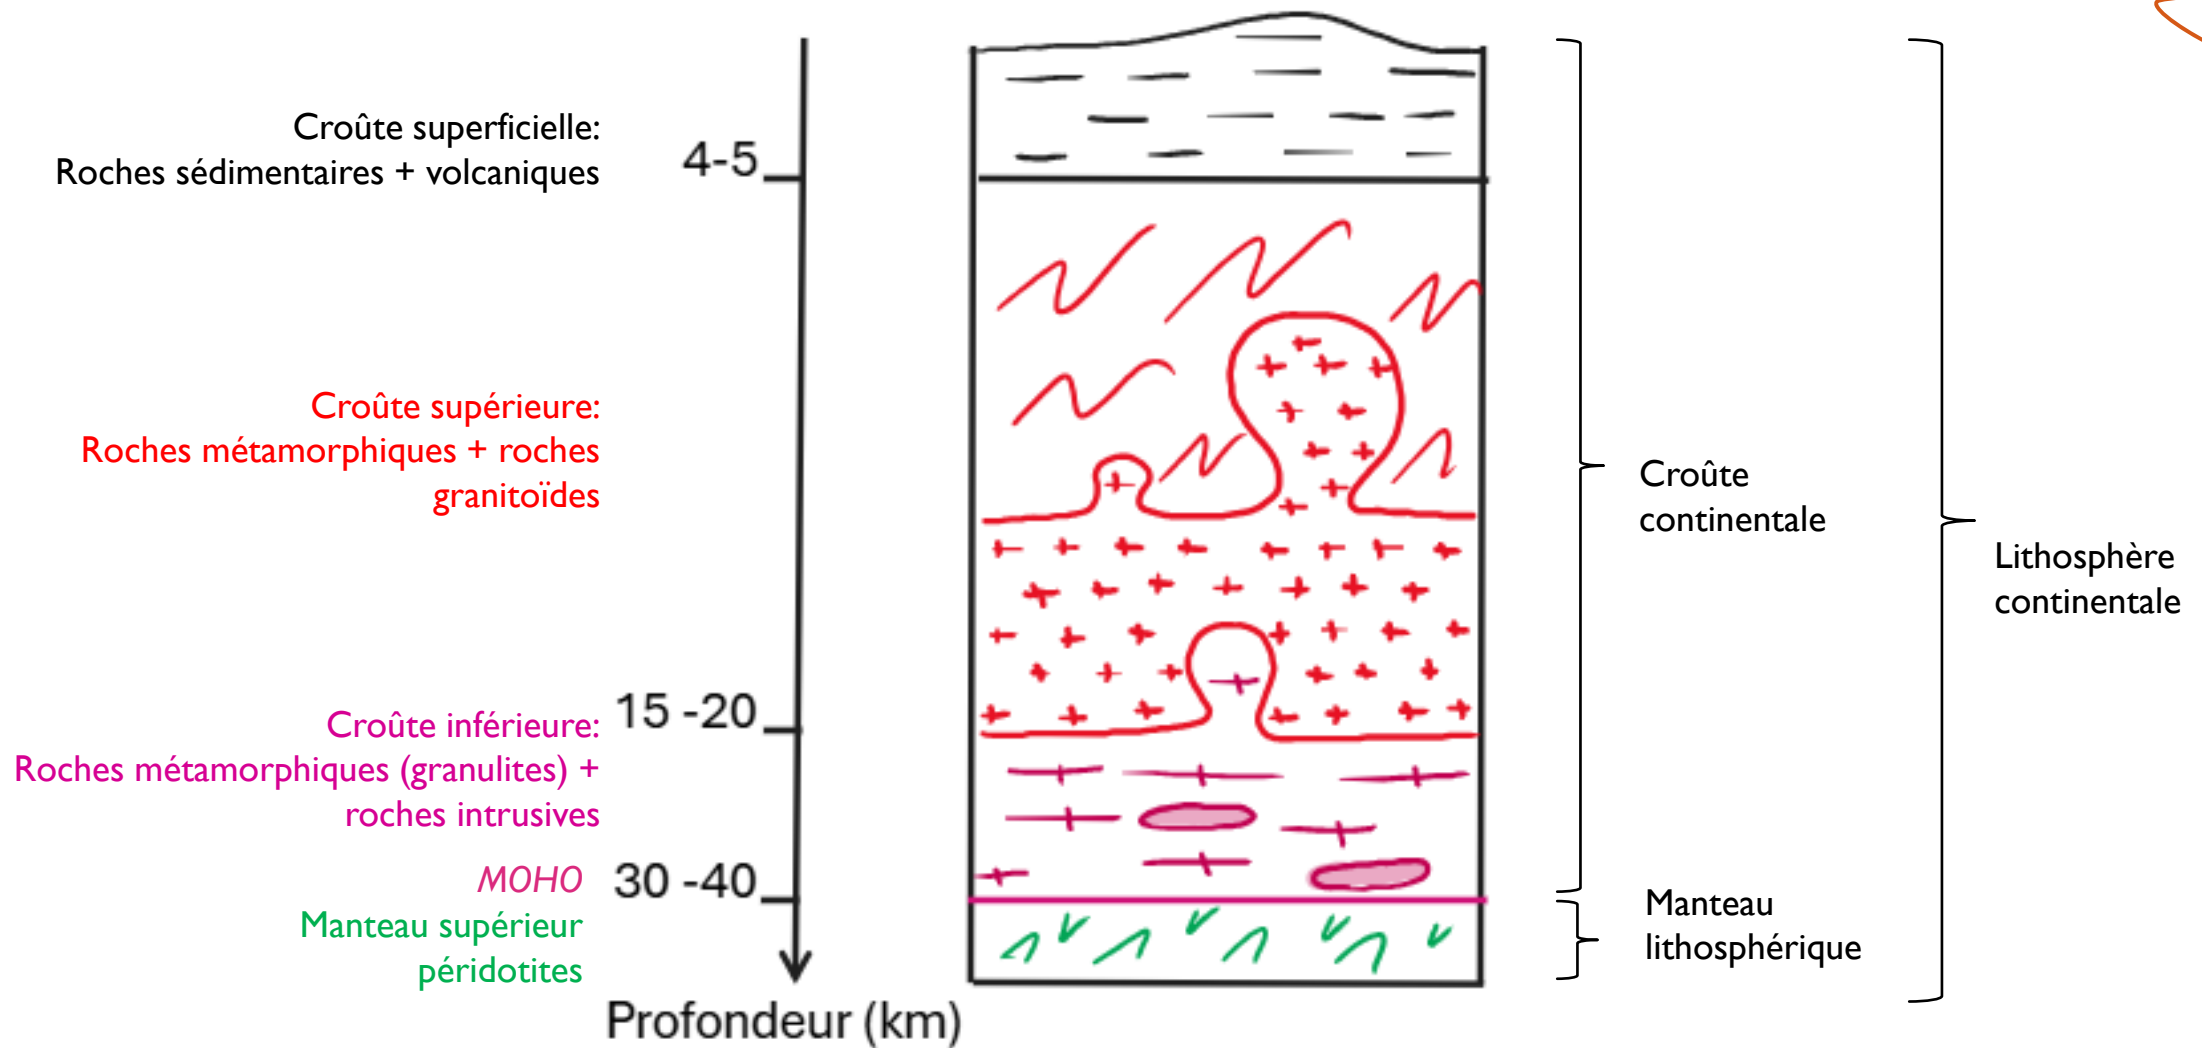 Croûte superficielle:
Roches sédimentaires + volcaniques
4-5
Croûte supérieure:
Roches métamorphiques + roches
granitoïdes
Croûte inférieure:
Roches métamorphiques (granulites) +
roches intrusives
15 -20
MOHO
30 -40
Manteau supérieur
péridotites
Profondeur (km)
Croûte
continentale
Manteau
lithosphérique
Lithosphère
continentale